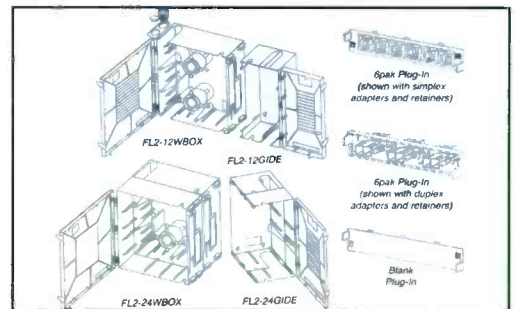 6pak Plug-In
(shown with simplex
adapters and retainers)
FL2-12WBOX
FL2-12GIDE
6pak Plug-In
(shown with duplex
adapters and retainers)
Blank
Plug-In
FL2-24WBOX
FL2-24GIDE